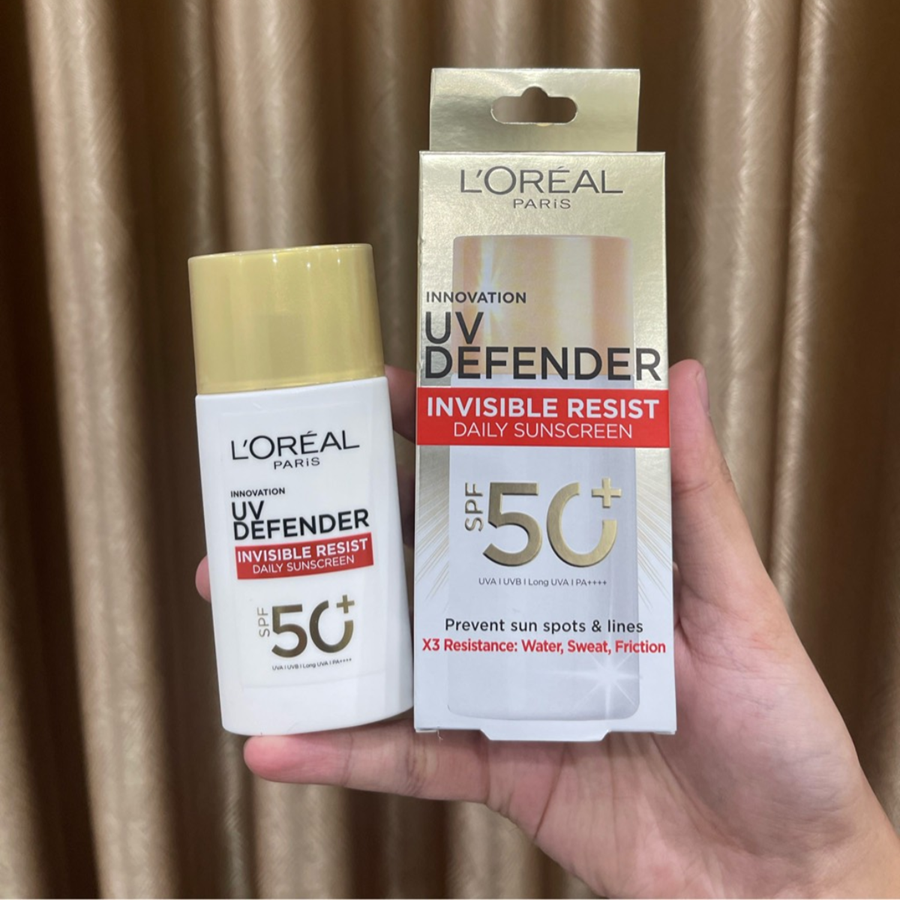 L'ORÉAL
PARiS
INNOVATION
UV
DEFENDER
INVISIBLE RESIST
DAILY SUNSCREEN
SPF 50+
UVA I UVB I Long UVA I PA++++
L'ORÉAL
PARiS
INNOVATION
UV
DEFENDER
INVISIBLE RESIST
DAILY SUNSCREEN
SPF 50+
UVA I UVB I Long UVA I PA++++
Prevent sun spots & lines
X3 Resistance: Water, Sweat, Friction